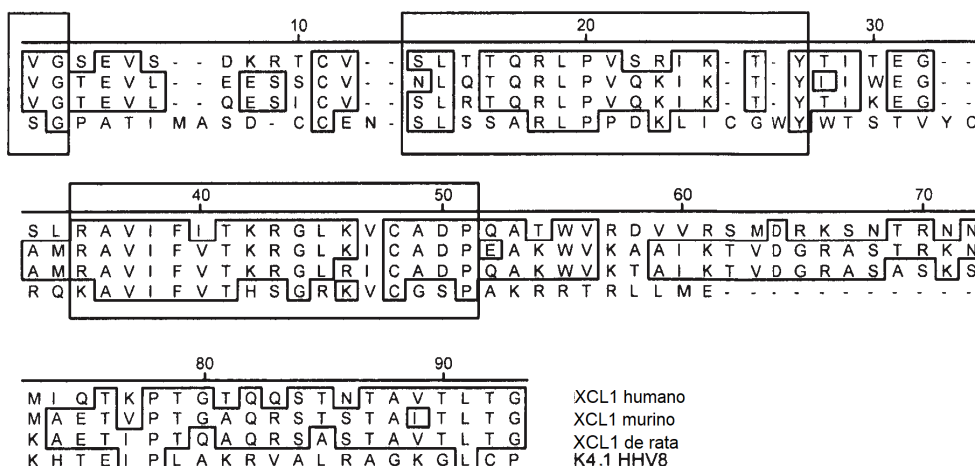 10 20 30
V G S E V S - - D K R T C V - - S L T T Q R L P V S R I K - T - Y T I T E G - -
V G T E V L - - E E S S C V - - N L Q T Q R L P V Q K I K - T - Y I I W E G - -
V G T E V L - - Q E S I C V - - S L R T Q R L P V Q K I K - T - Y T I K E G - -
S G P A T I M A S D - C C E N - S L S S A R L P P D K L I C G W Y W T S T V Y C
40 50 60 70
S L R A V I F I T K R G L K V C A D P Q A T W V R D V V R S M D R K S N T R N N
A M R A V I F V T K R G L K I C A D P E A K W V K A A I K T V D G R A S T R K N
A M R A V I F V T K R G L R I C A D P Q A K W V K T A I K T V D G R A S A S K S
R Q K A V I F V T H S G R K V C G S P A K R R T R L L M E - - - - - - - - - - -
80 90
M I Q T K P T G T Q Q S T N T A V T L T G XCL1 humano
M A E T V P T G A Q R S T S T A I T L T G XCL1 murino
K A E T I P T Q A Q R S A S T A V T L T G XCL1 de rata
K H T E I P L A K R V A L R A G K G L C P K4.1 HHV8